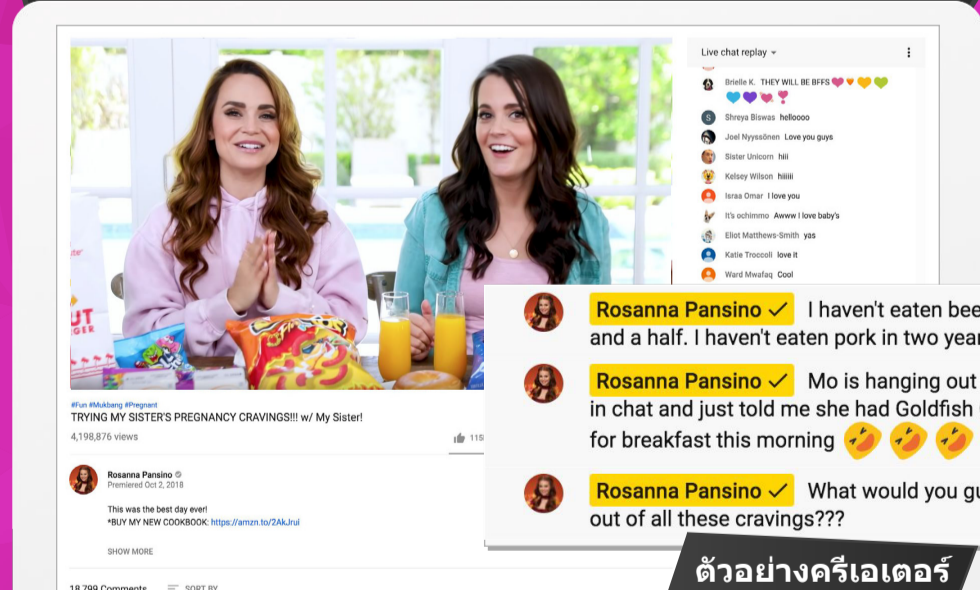 Live chat replay
Brielle K. THEY WILL BE BFFS
Shreya Biswas helloooo
Joel Nyyssönen Love you guys
Sister Unicorn hiii
Kelsey Wilson hiiiiii
Israa Omar I love you
It's ochimmo Awww I love baby's
Eliot Matthews-Smith yas
Katie Troccoli love it
Ward Mwafaq Cool
Rosanna Pansino ✓ I haven't eaten
and a half. I haven't eaten pork in two
Rosanna Pansino ✓ Mo is hanging out
in chat and just told me she had Goldfish
for breakfast this morning 🤣 🤣 🤣
Rosanna Pansino ✓ What would you
out of all these cravings???
#Fun #Mukbang #Pregnant
TRYING MY SISTER'S PREGNANCY CRAVINGS!!! w/ My Sister!
4,198,876 views
Rosanna Pansino
Premiered Oct 2, 2018
This was the best day ever!
*BUY MY NEW COOKBOOK: https://amzn.to/2AkJrui
SHOW MORE
18,799 Comments SORT BY
ตัวอย่างครีเอเตอร์